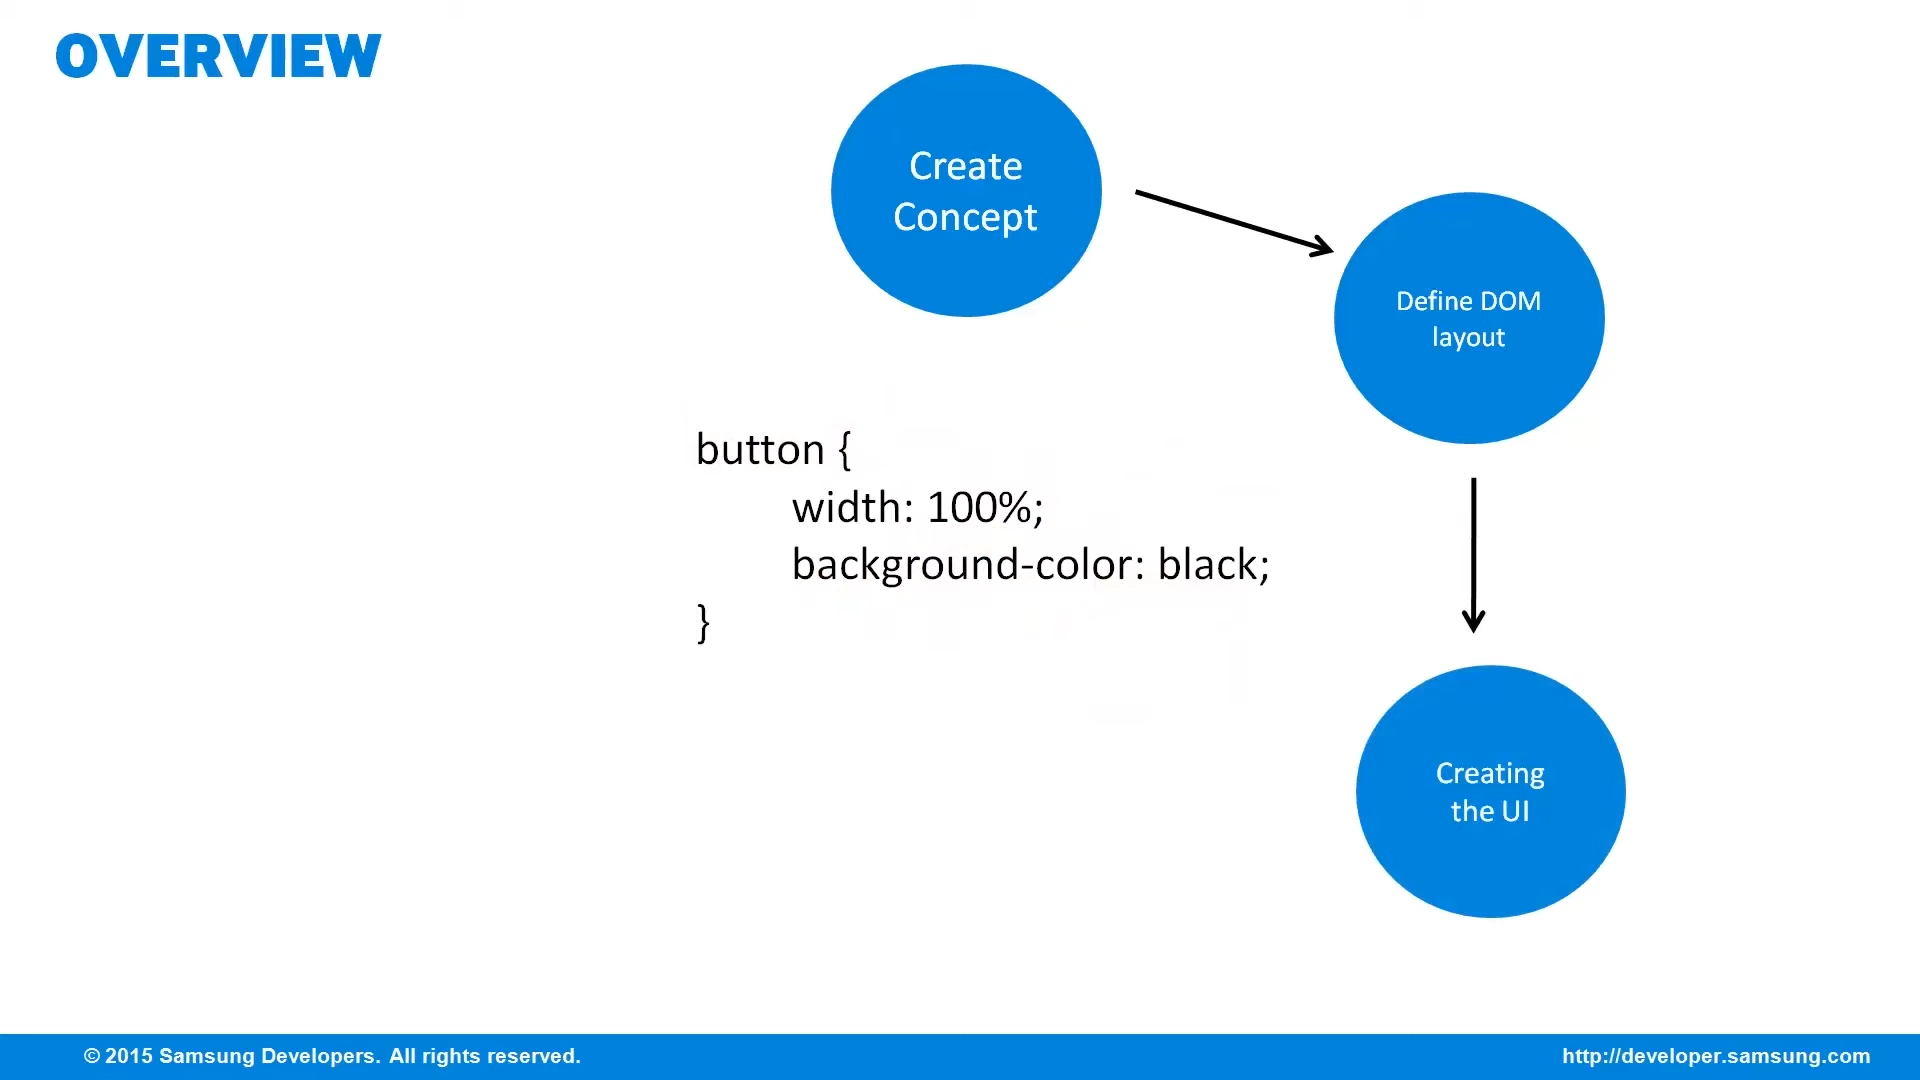 OVERVIEW
Create
Concept
Define DOM
layout
button {
width: 100%;
background-color: black;
}
Creating
the UI
© 2015 Samsung Developers. All rights reserved.
http://developer.samsung.com